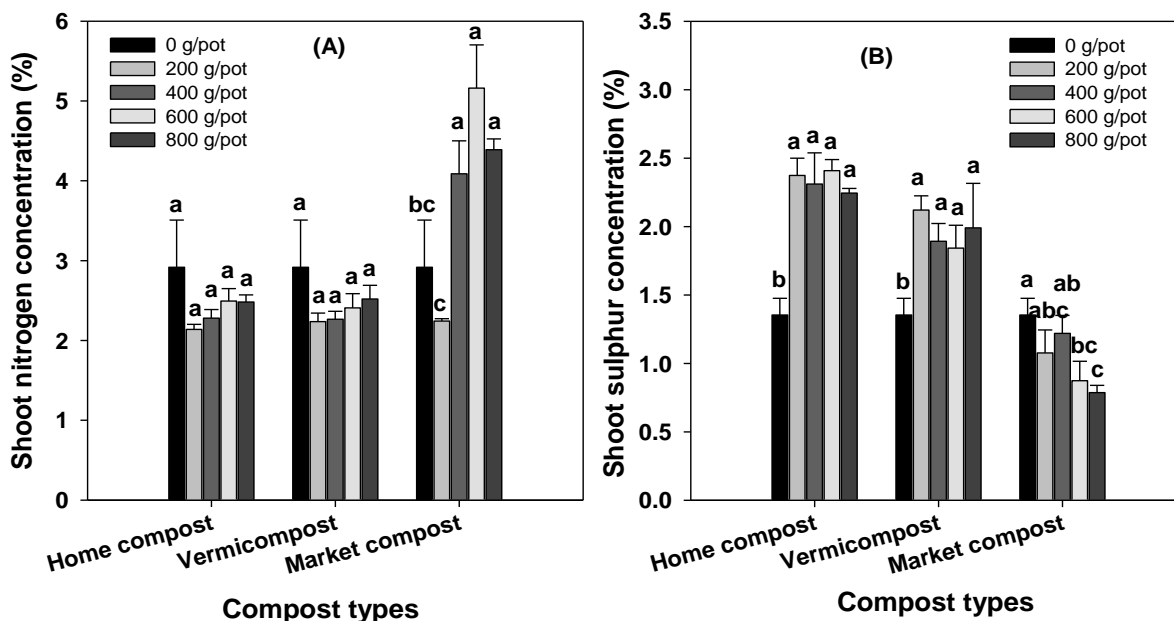 Shoot nitrogen concentration (%)
6
5
4
3
2
1
0
(A)
0 g/pot
200 g/pot
400 g/pot
600 g/pot
800 g/pot
a
a
a
a
a
a
a
a
a
a
bc
c
a
a
a
Home compost
Vermicompost
Market compost
Compost types
Shoot sulphur concentration (%)
3.5
3.0
2.5
2.0
1.5
1.0
0.5
0.0
(B)
0 g/pot
200 g/pot
400 g/pot
600 g/pot
800 g/pot
b
a
a
a
a
b
a
a
a
a
a
abc
ab
bc
c
Home compost
Vermicompost
Market compost
Compost types